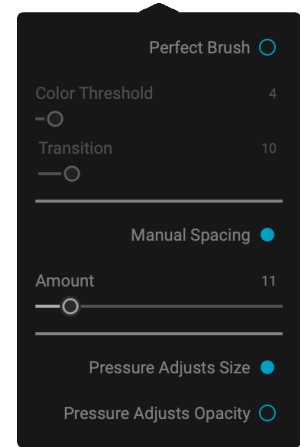 Perfect Brush
Color Threshold 4
Transition 10
Manual Spacing
Amount 11
Pressure Adjusts Size
Pressure Adjusts Opacity